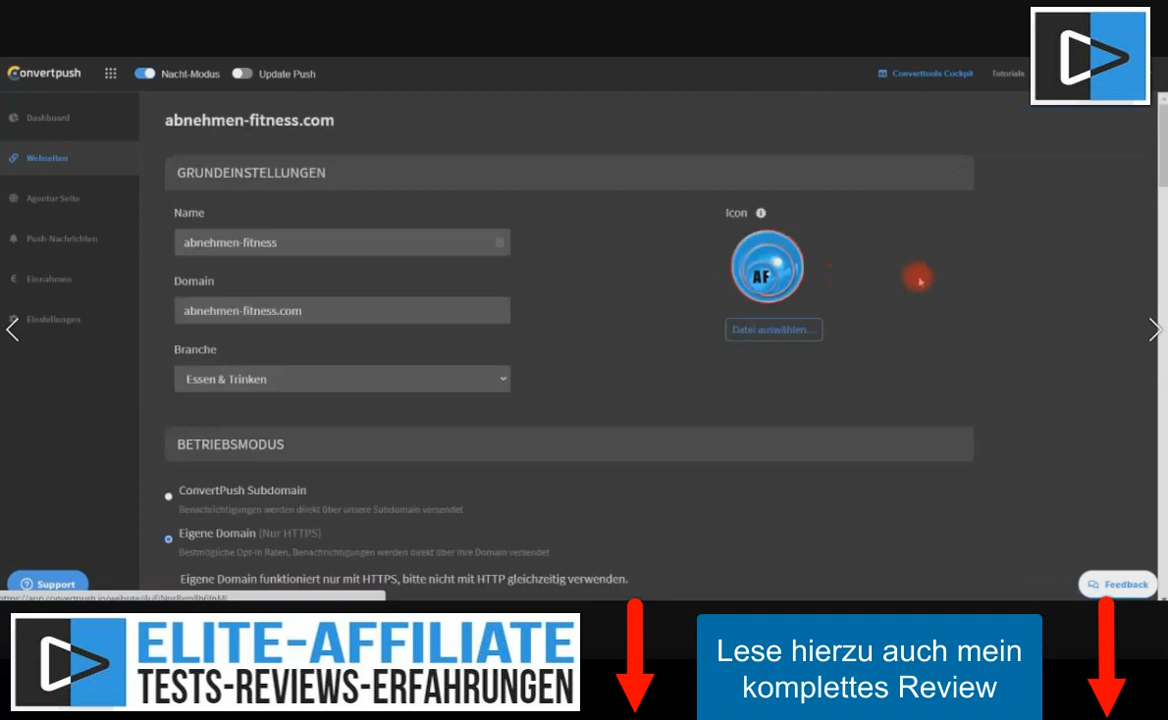 Convertpush
Nacht-Modus
Update Push
Converttools Cockpit
Tutorials
Dashboard
Webseiten
Agentur Seite
Push-Nachrichten
€ Einnahmen
Einstellungen
abnehmen-fitness.com
GRUNDEINSTELLUNGEN
Name
abnehmen-fitness
Domain
abnehmen-fitness.com
Branche
Essen & Trinken
Icon
AF
Datei auswählen...
BETRIEBSMODUS
ConvertPush Subdomain
Benachrichtigungen werden direkt über unsere Subdomain versendet
Eigene Domain (Nur HTTPS)
Bestmögliche Opt-In Raten, Benachrichtigungen werden direkt über Ihre Domain versendet
Eigene Domain funktioniert nur mit HTTPS, bitte nicht mit HTTP gleichzeitig verwenden.
Support
Feedback
ELITE-AFFILIATE
TESTS-REVIEWS-ERFAHRUNGEN
Lese hierzu auch mein
komplettes Review